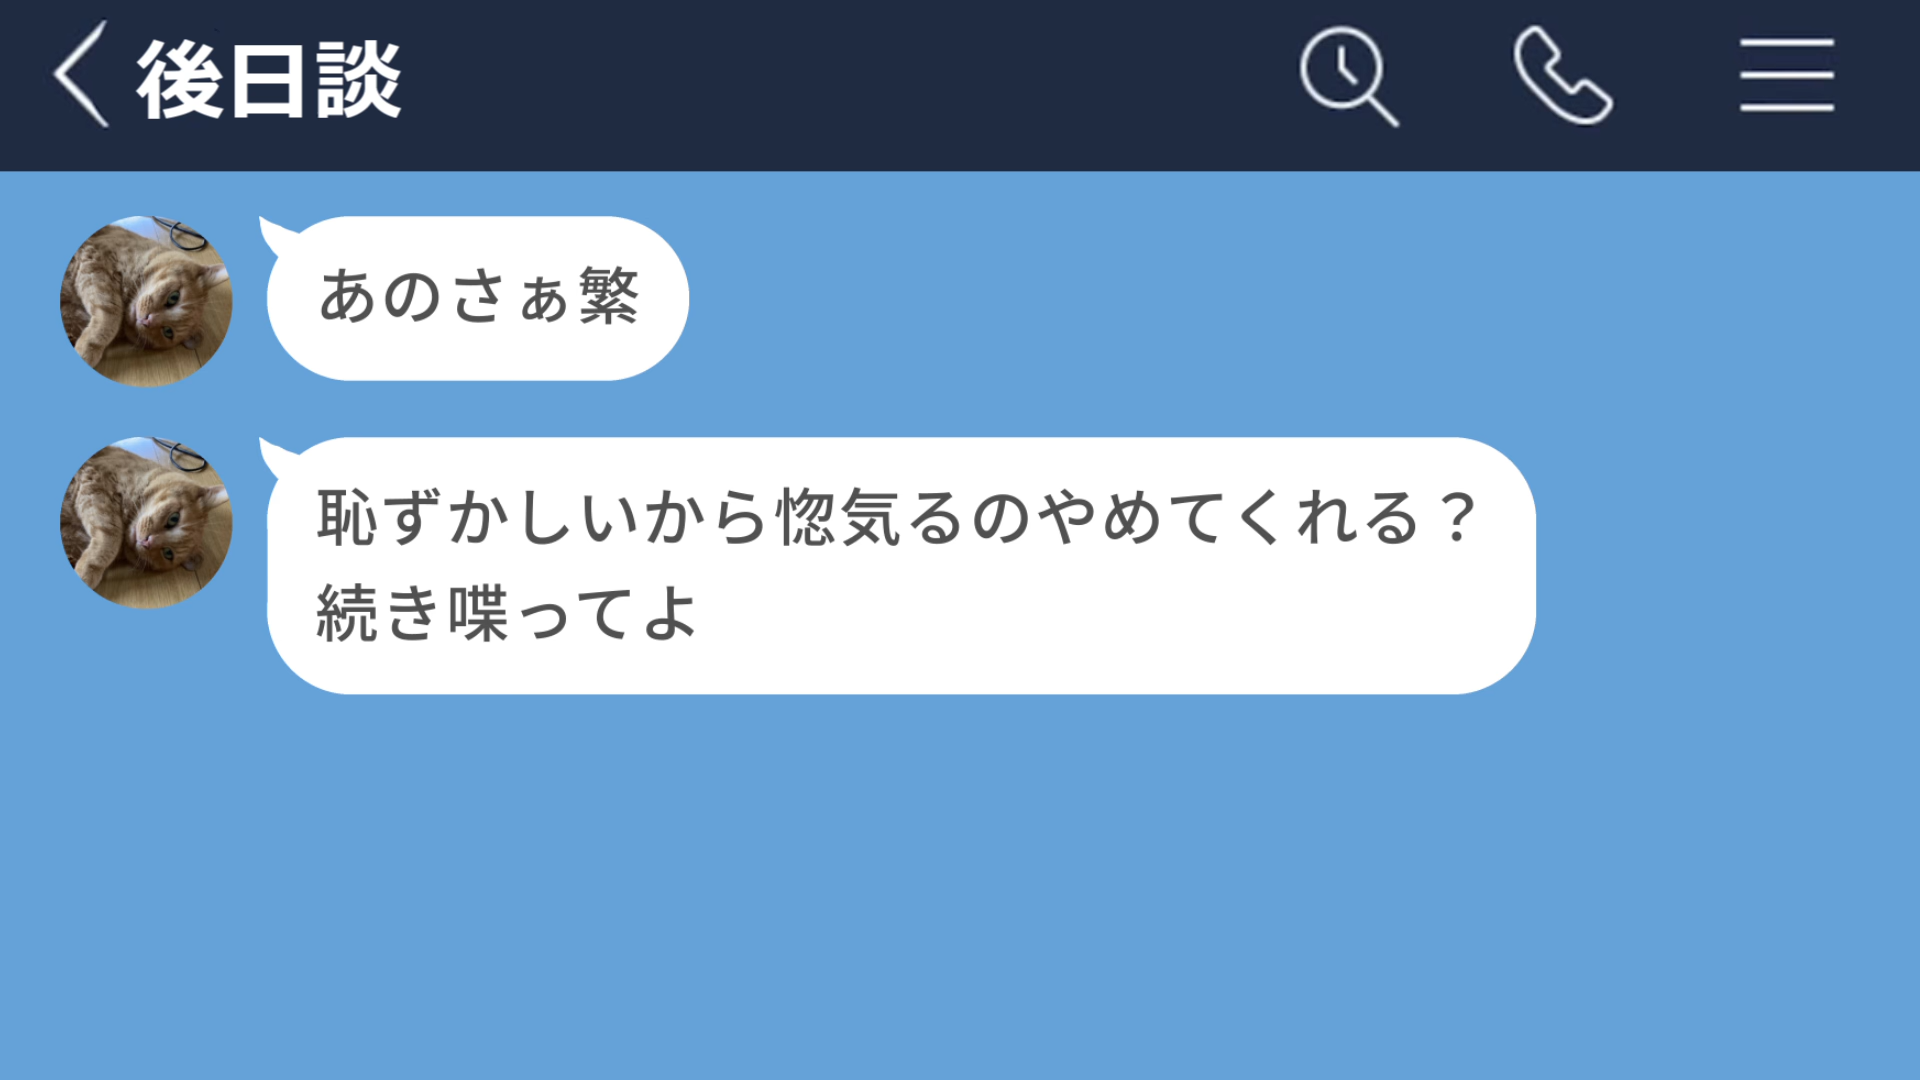 後日談
あのさぁ繁
恥ずかしいから惚気るのやめてくれる？
続き喋ってよ